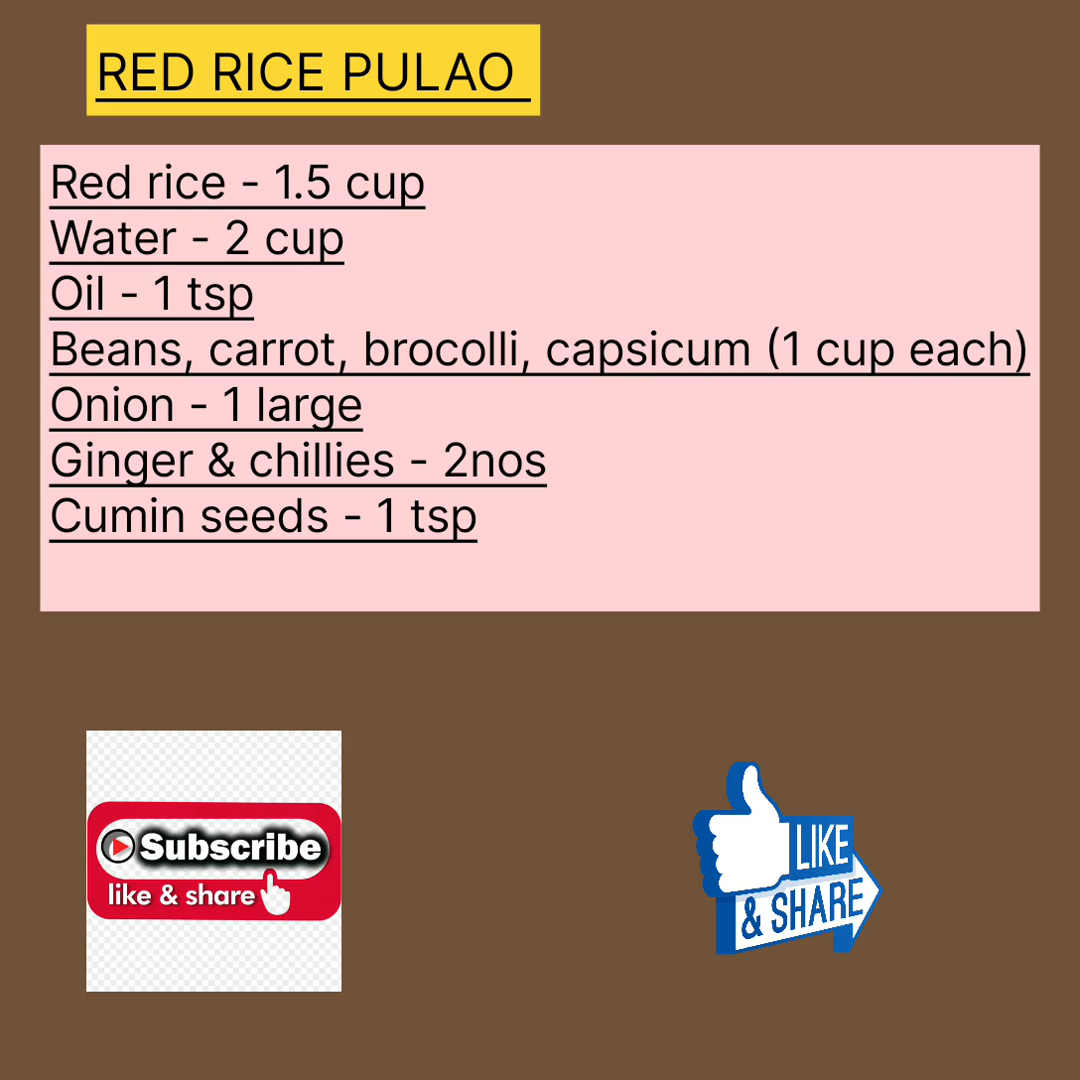 RED RICE PULAO
Red rice - 1.5 cup
Water - 2 cup
Oil - 1 tsp
Beans, carrot, brocolli, capsicum (1 cup each)
Onion - 1 large
Ginger & chillies - 2nos
Cumin seeds - 1 tsp
Subscribe
like & share
LIKE
& SHARE